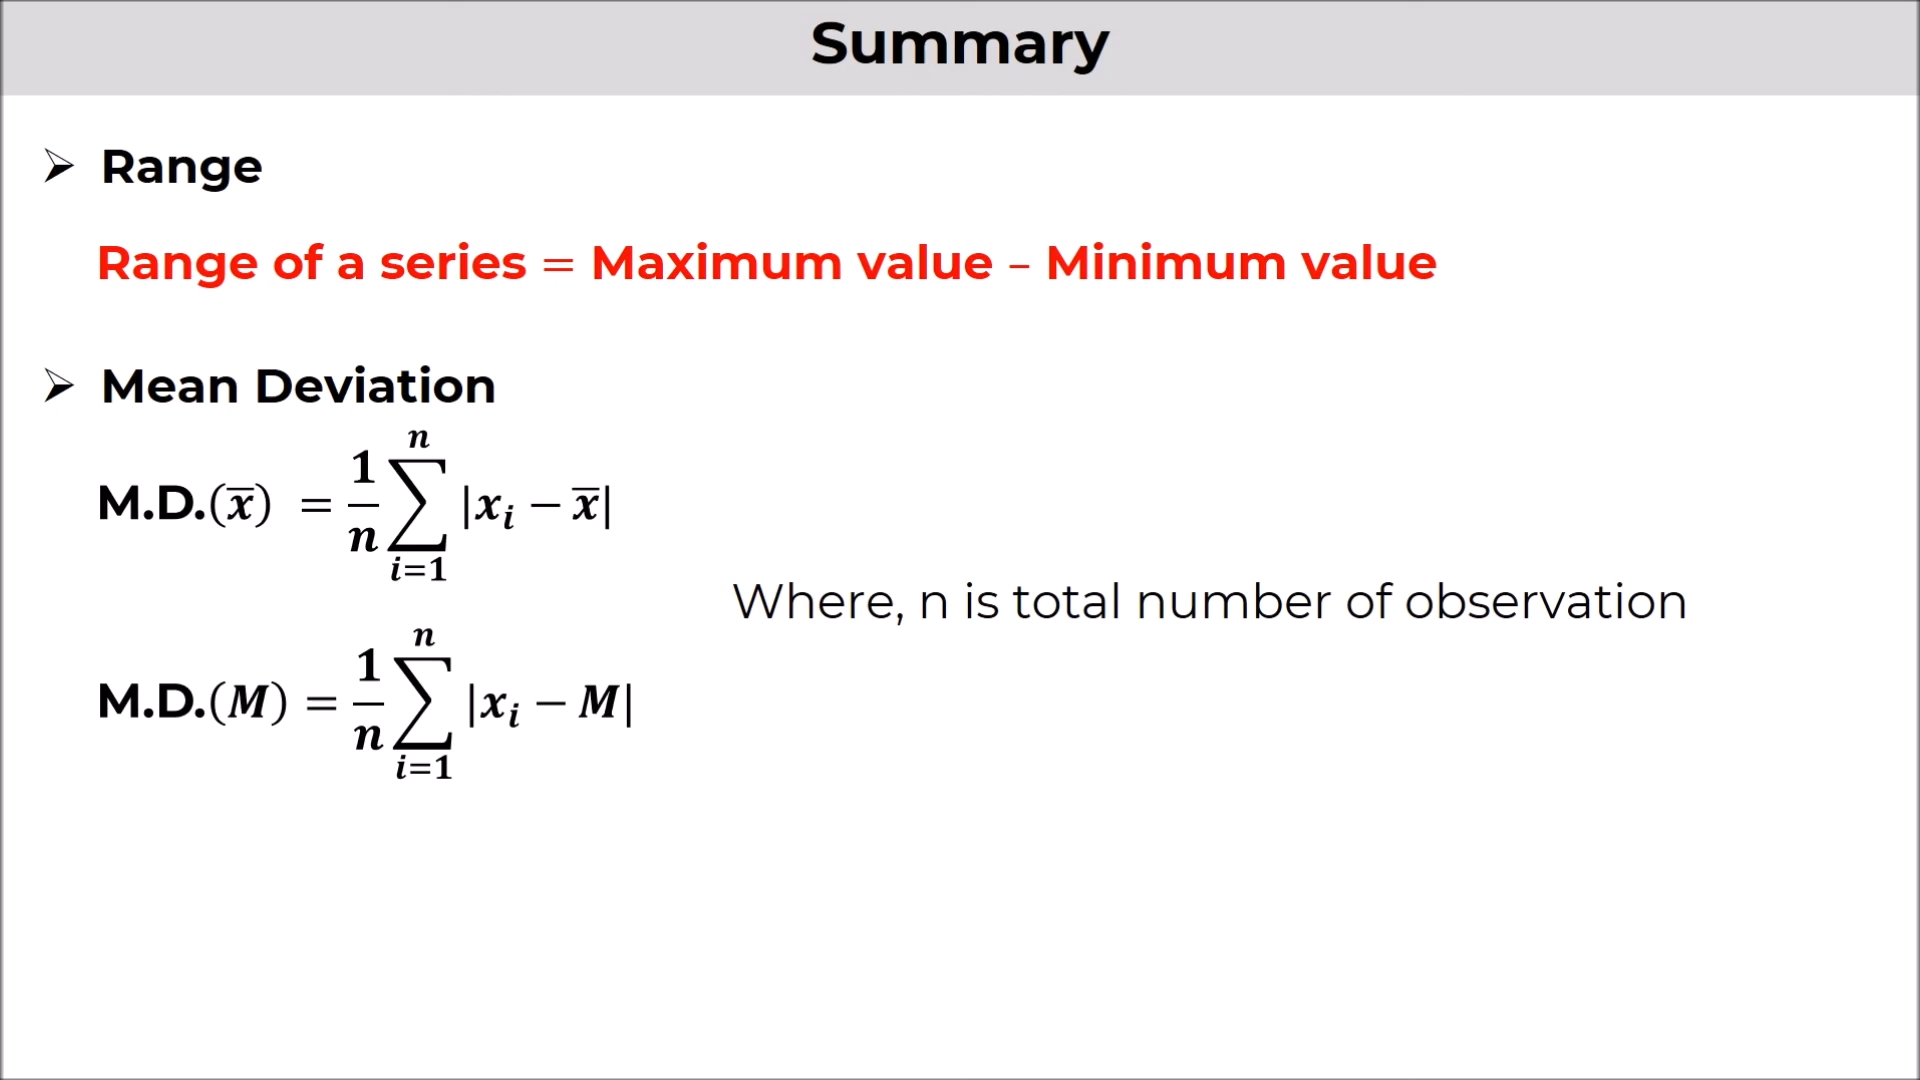 Summary
➢ Range
Range of a series = Maximum value – Minimum value
➢ Mean Deviation
M.D.(x̅) = 1/n ∑_{i=1}^{n} |x_i − x̅|
Where, n is total number of observation
M.D.(M) = 1/n ∑_{i=1}^{n} |x_i − M|